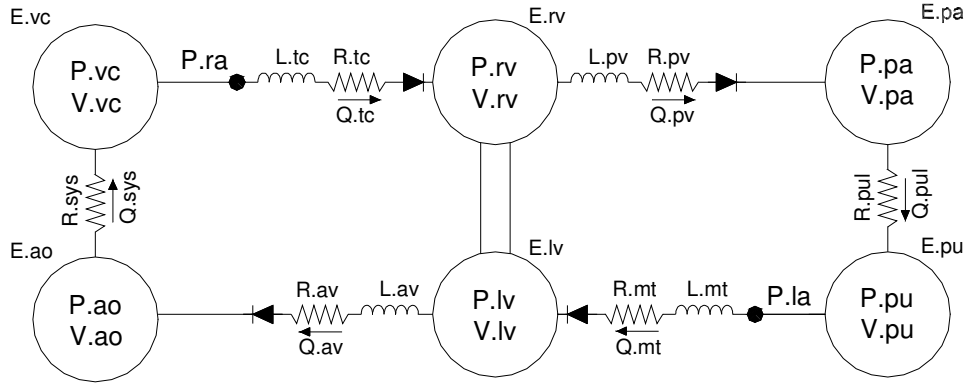 E.vc
E.rv
E.pa
P.vc
V.vc
P.ra
L.tc
R.tc
Q.tc
P.rv
V.rv
L.pv
R.pv
Q.pv
P.pa
V.pa
R.sys
Q.sys
R.pul
Q.pul
E.ao
E.lv
E.pu
P.ao
V.ao
R.av
L.av
Q.av
P.lv
V.lv
R.mt
L.mt
Q.mt
P.la
P.pu
V.pu